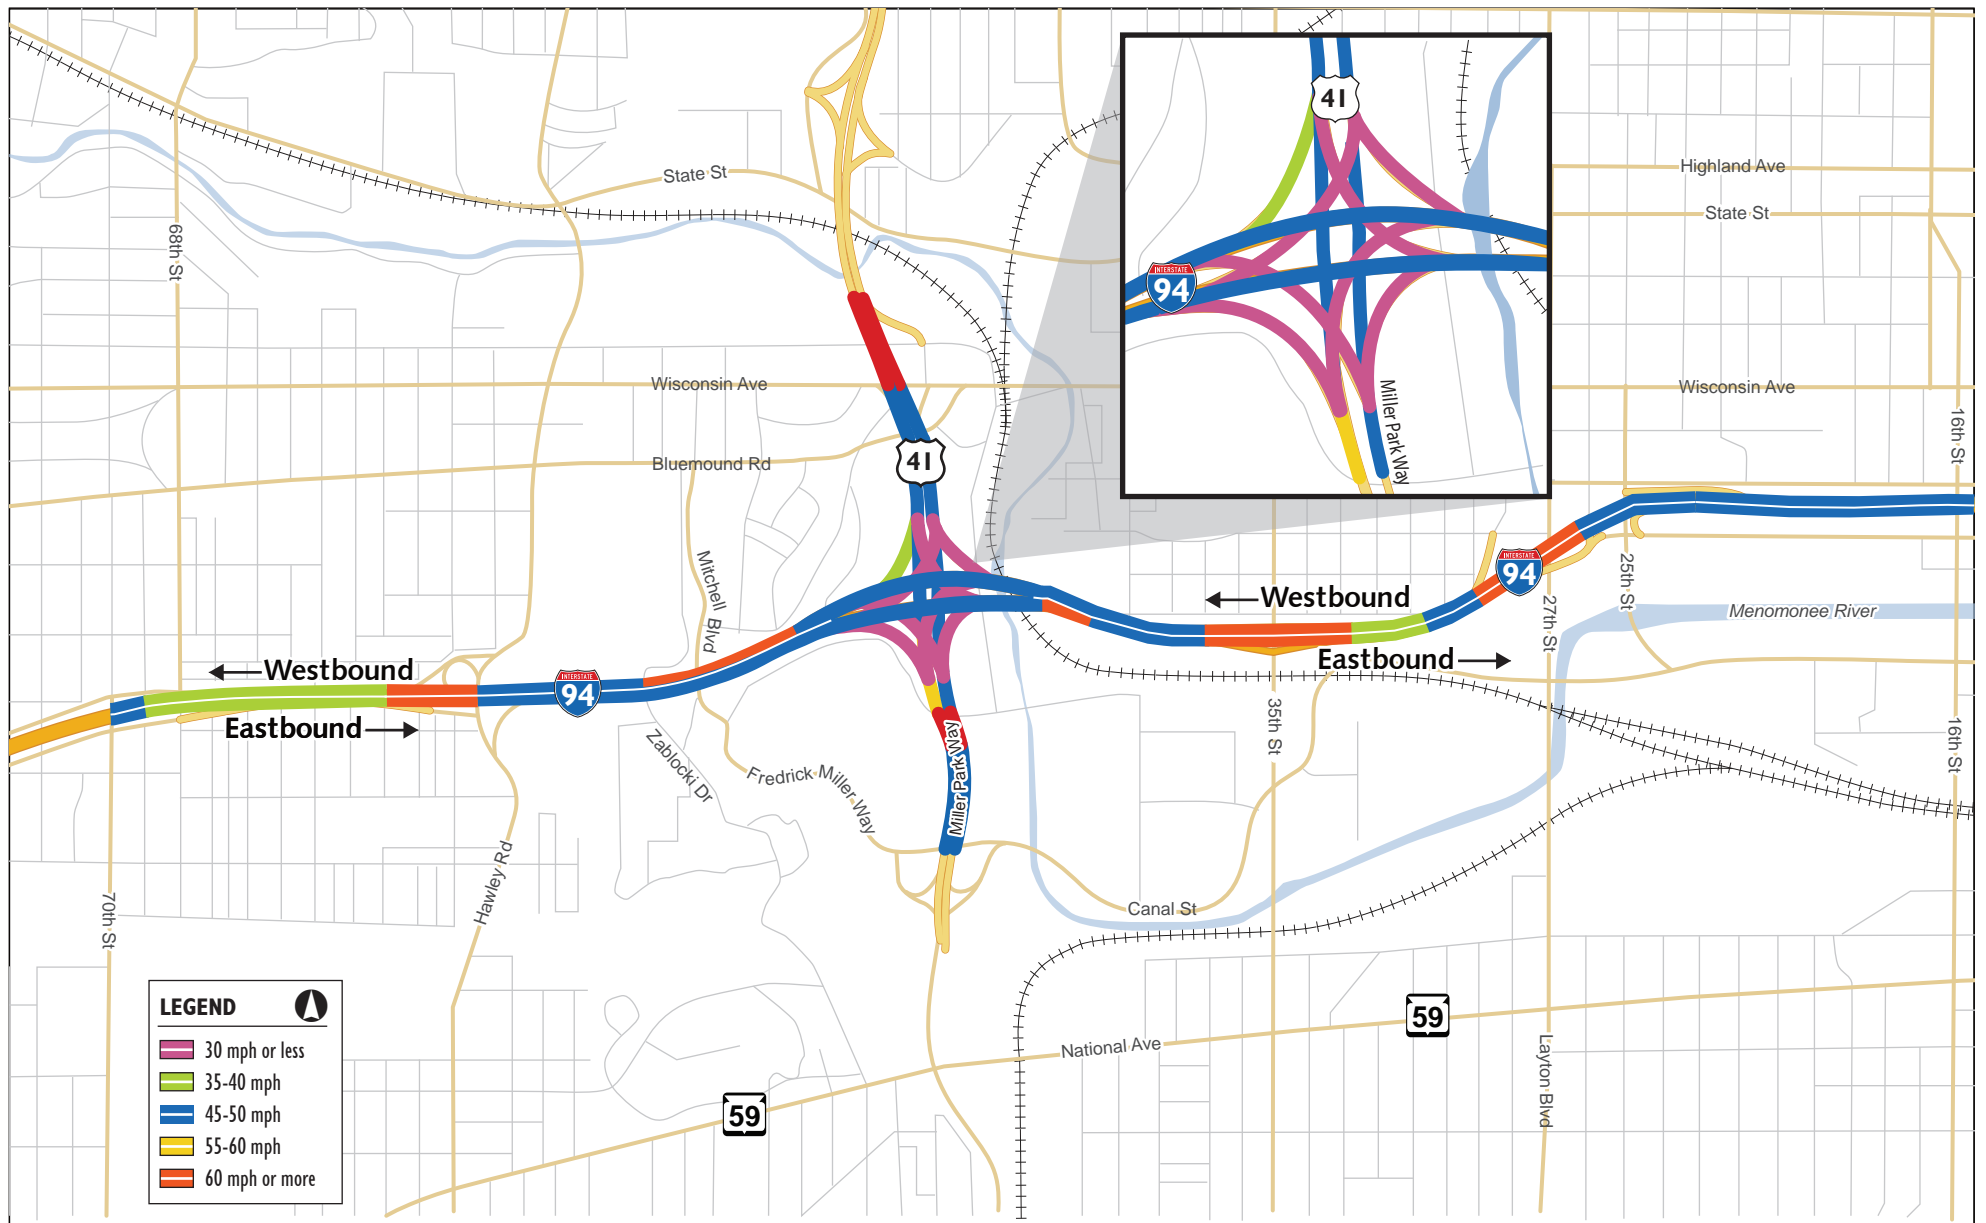 State St
68th St
Wisconsin Ave
Bluemound Rd
41
Mitchell Blvd
Westbound
INTERSTATE
94
Eastbound
Zablocki Dr
Fredrick Miller Way
Miller Park Way
Hawley Rd
70th St
41
INTERSTATE
94
Miller Park Way
Highland Ave
State St
Wisconsin Ave
16th St
INTERSTATE
94
Westbound
25th St
27th St
Menomonee River
Eastbound
35th St
16th St
Canal St
59
National Ave
Layton Blvd
59
LEGEND
30 mph or less
35-40 mph
45-50 mph
55-60 mph
60 mph or more